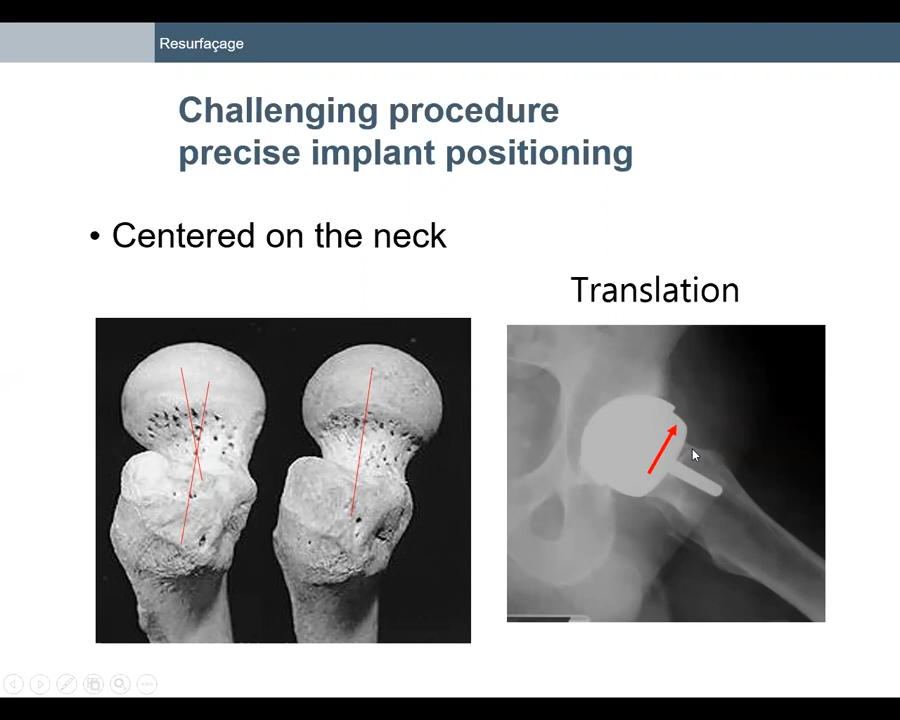 Resurfaçage
Challenging procedure
precise implant positioning
• Centered on the neck
Translation